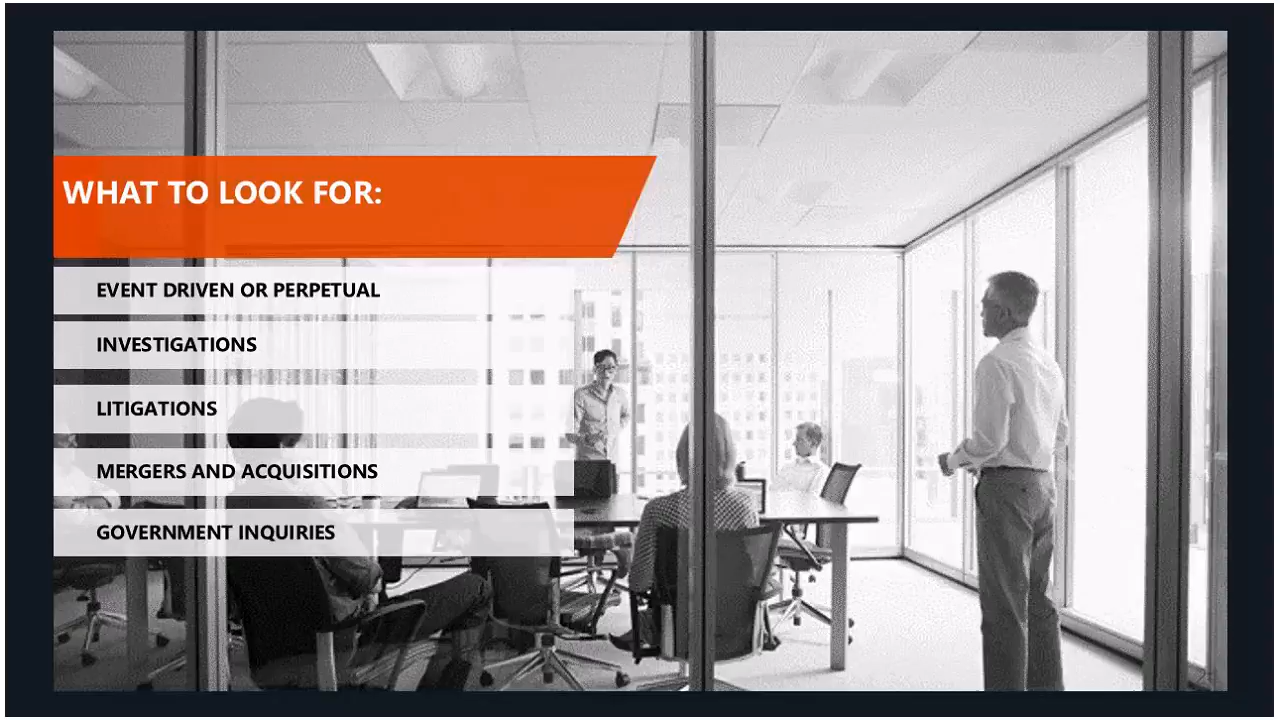 WHAT TO LOOK FOR:
EVENT DRIVEN OR PERPETUAL
INVESTIGATIONS
LITIGATIONS
MERGERS AND ACQUISITIONS
GOVERNMENT INQUIRIES